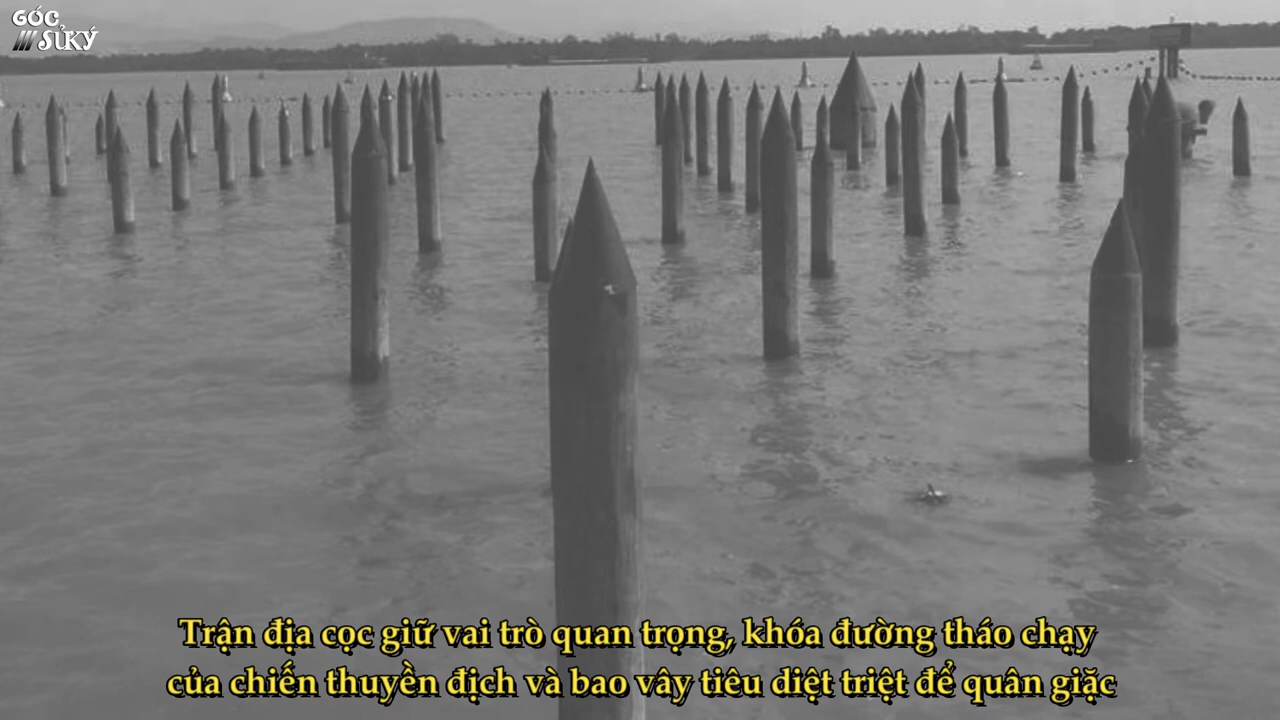 GÓC
SỬ KÝ
Trận địa cọc giữ vai trò quan trọng, khóa đường tháo chạy
của chiến thuyền địch và bao vây tiêu diệt triệt để quân giặc